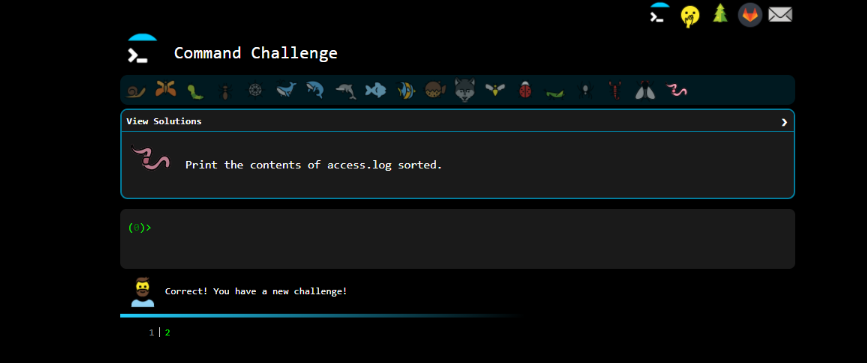 Command Challenge
View Solutions
Print the contents of access.log sorted.
(0)>
Correct! You have a new challenge!
1 | 2